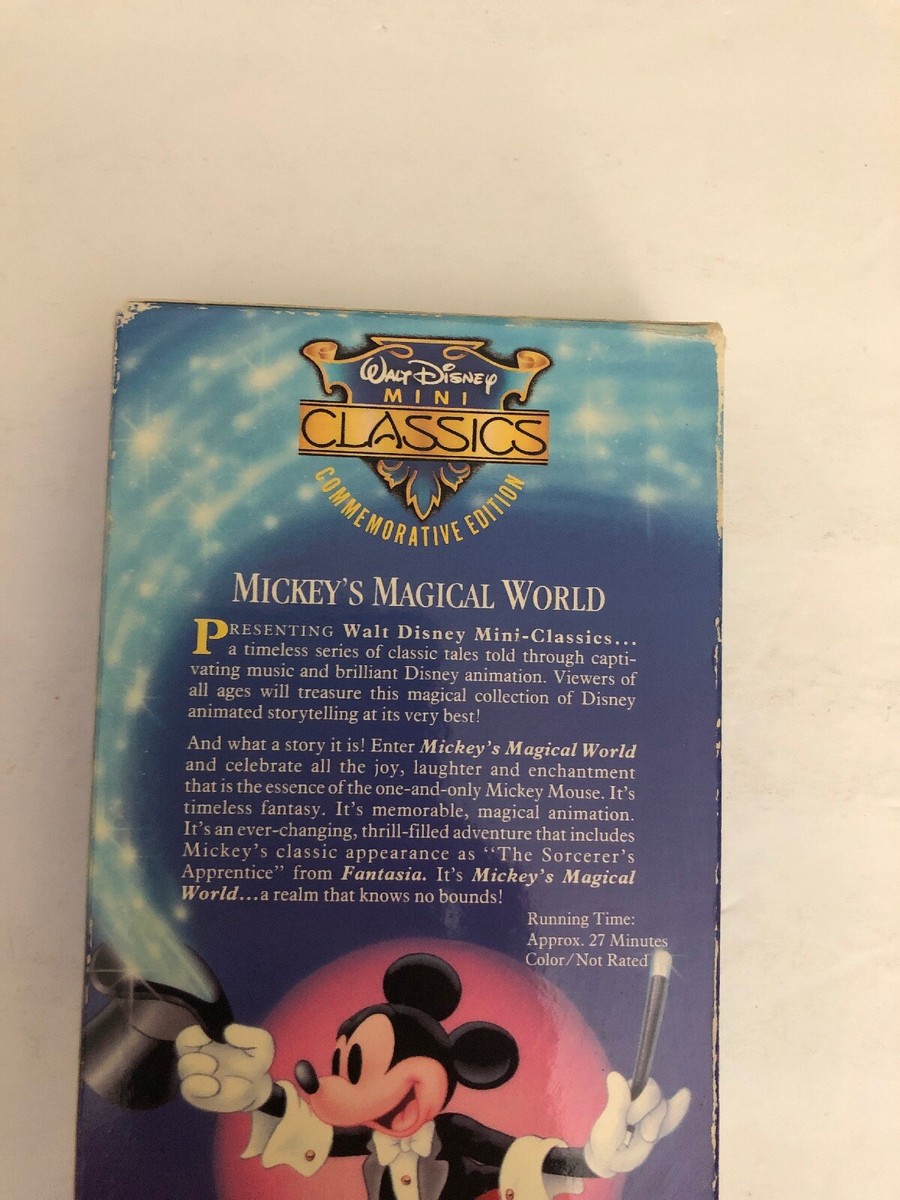 WALT DISNEY
MINI
CLASSICS
COMMEMORATIVE EDITION
MICKEY'S MAGICAL WORLD
PRESENTING Walt Disney Mini-Classics...
a timeless series of classic tales told through capti-
vating music and brilliant Disney animation. Viewers of
all ages will treasure this magical collection of Disney
animated storytelling at its very best!
And what a story it is! Enter Mickey's Magical World
and celebrate all the joy, laughter and enchantment
that is the essence of the one-and-only Mickey Mouse. It's
timeless fantasy. It's memorable, magical animation.
It's an ever-changing, thrill-filled adventure that includes
Mickey's classic appearance as "The Sorcerer's
Apprentice" from Fantasia. It's Mickey's Magical
World...a realm that knows no bounds!
Running Time:
Approx. 27 Minutes
Color/Not Rated